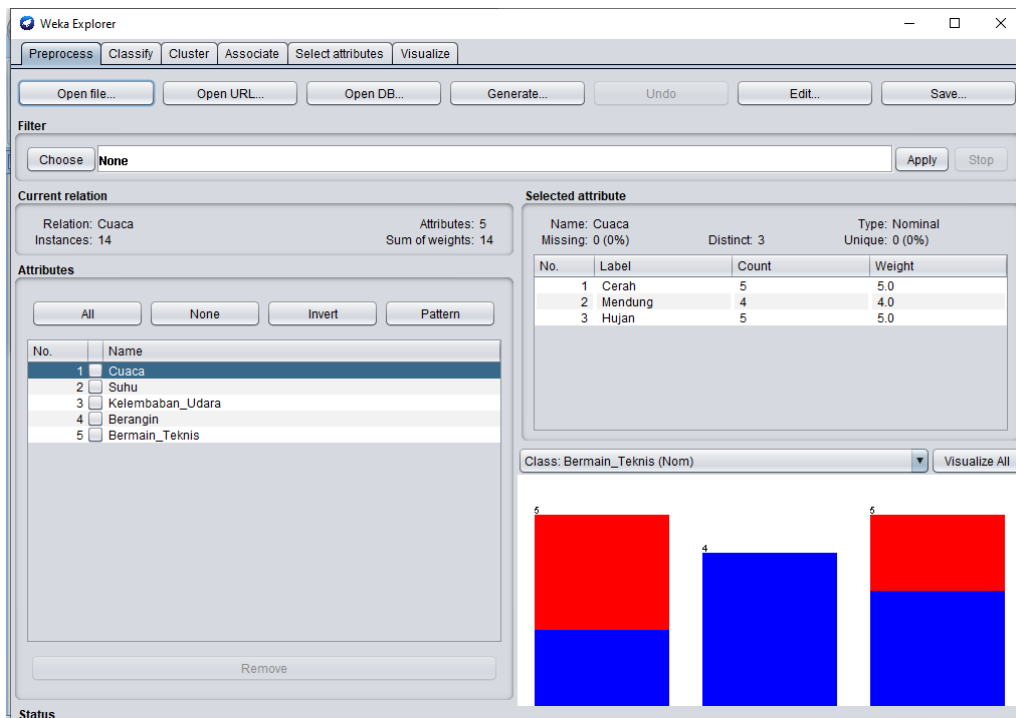 Weka Explorer
Preprocess Classify Cluster Associate Select attributes Visualize
Open file... Open URL... Open DB... Generate... Undo Edit... Save...
Filter
Choose None Apply Stop
Current relation
Relation: Cuaca Attributes: 5
Instances: 14 Sum of weights: 14
Attributes
All None Invert Pattern
No. Name
1 Cuaca
2 Suhu
3 Kelembaban_Udara
4 Berangin
5 Bermain_Teknis
Remove
Status
Selected attribute
Name: Cuaca Type: Nominal
Missing: 0 (0%) Distinct: 3 Unique: 0 (0%)
No. Label Count Weight
1 Cerah 5 5.0
2 Mendung 4 4.0
3 Hujan 5 5.0
Class: Bermain_Teknis (Nom) Visualize All
5 4 5